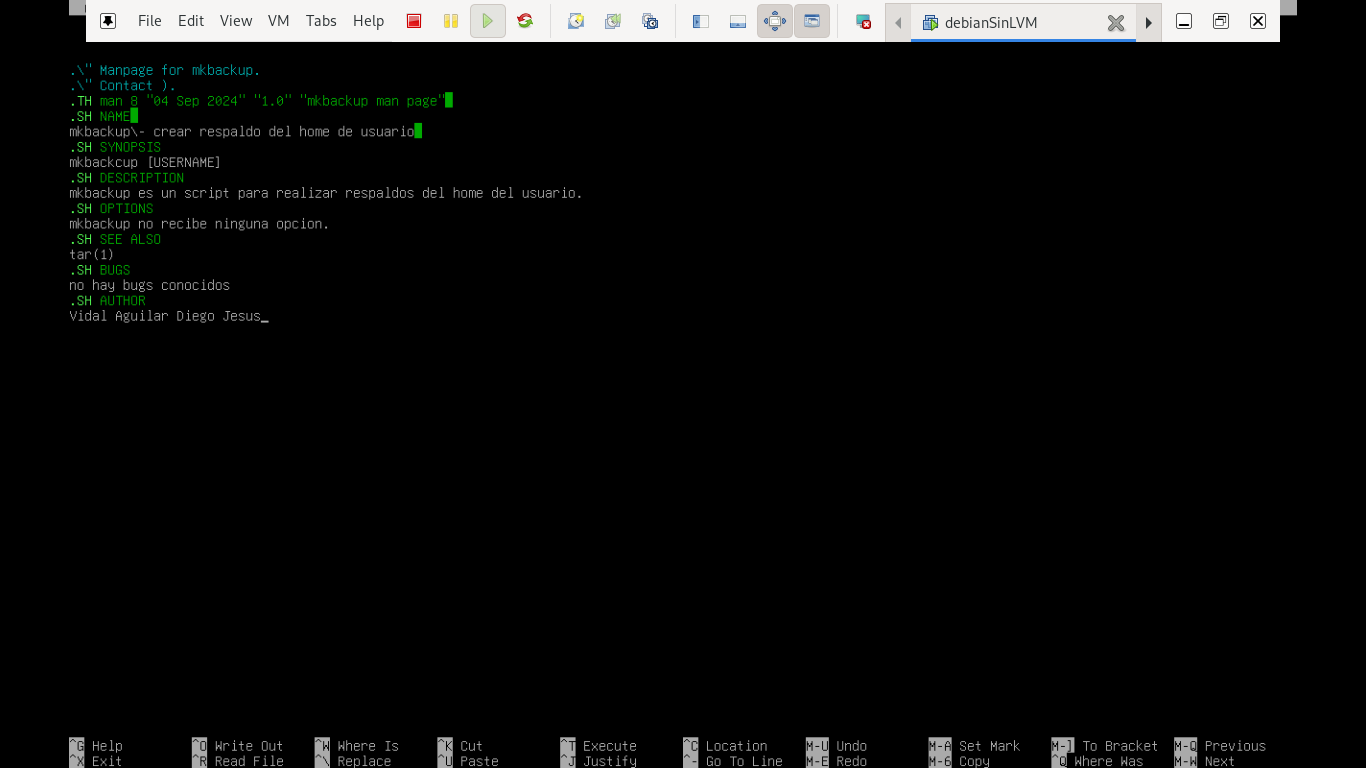 File Edit View VM Tabs Help debianSinLVM
.\" Manpage for mkbackup.
.\" Contact ).
.TH man 8 "04 Sep 2024" "1.0" "mkbackup man page"
.SH NAME
mkbackup\- crear respaldo del home de usuario
.SH SYNOPSIS
mkbackcup [USERNAME]
.SH DESCRIPTION
mkbackup es un script para realizar respaldos del home del usuario.
.SH OPTIONS
mkbackup no recibe ninguna opcion.
.SH SEE ALSO
tar(1)
.SH BUGS
no hay bugs conocidos
.SH AUTHOR
Vidal Aguilar Diego Jesus_
^G Help ^O Write Out ^W Where Is ^K Cut ^T Execute ^C Location M-U Undo M-A Set Mark M-] To Bracket M-Q Previous
^X Exit ^R Read File ^\ Replace ^U Paste ^J Justify ^- Go To Line M-E Redo M-6 Copy ^Q Where Was M-W Next